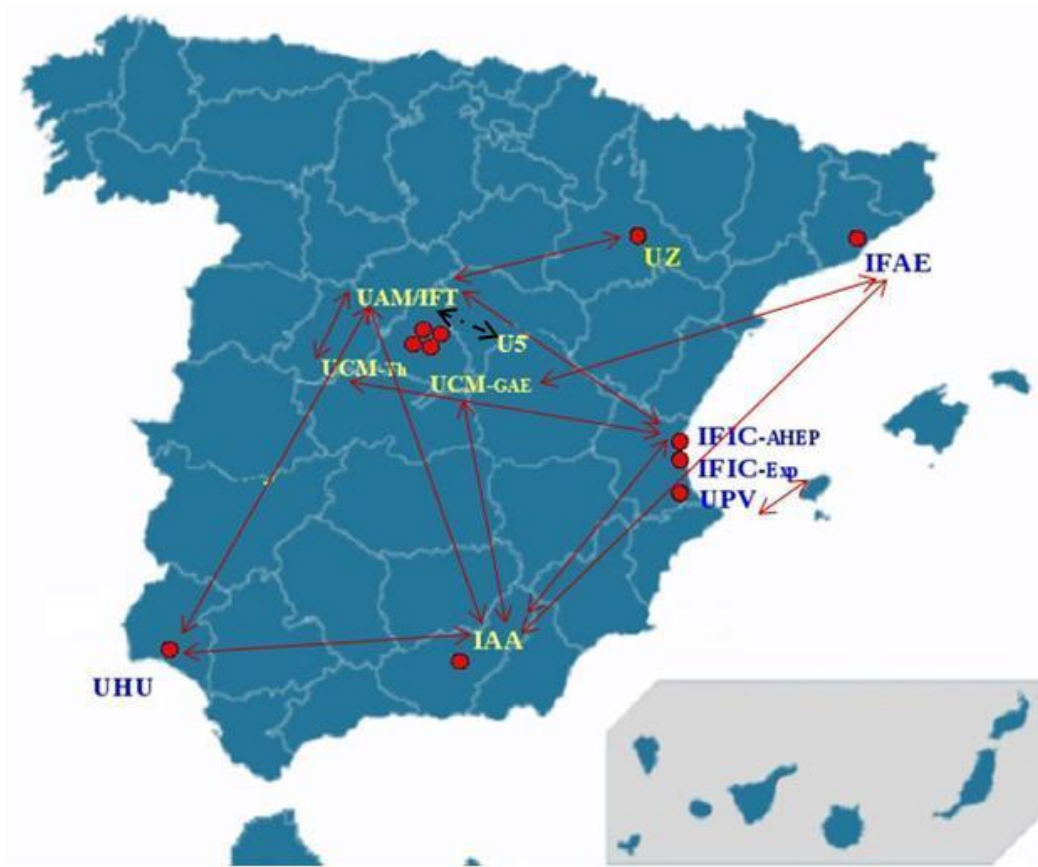 UZ
IFAE
UAM/IFT
U5
UCM-Th
UCM-GAE
IFIC-AHEP
IFIC-Exp
UPV
IAA
UHU